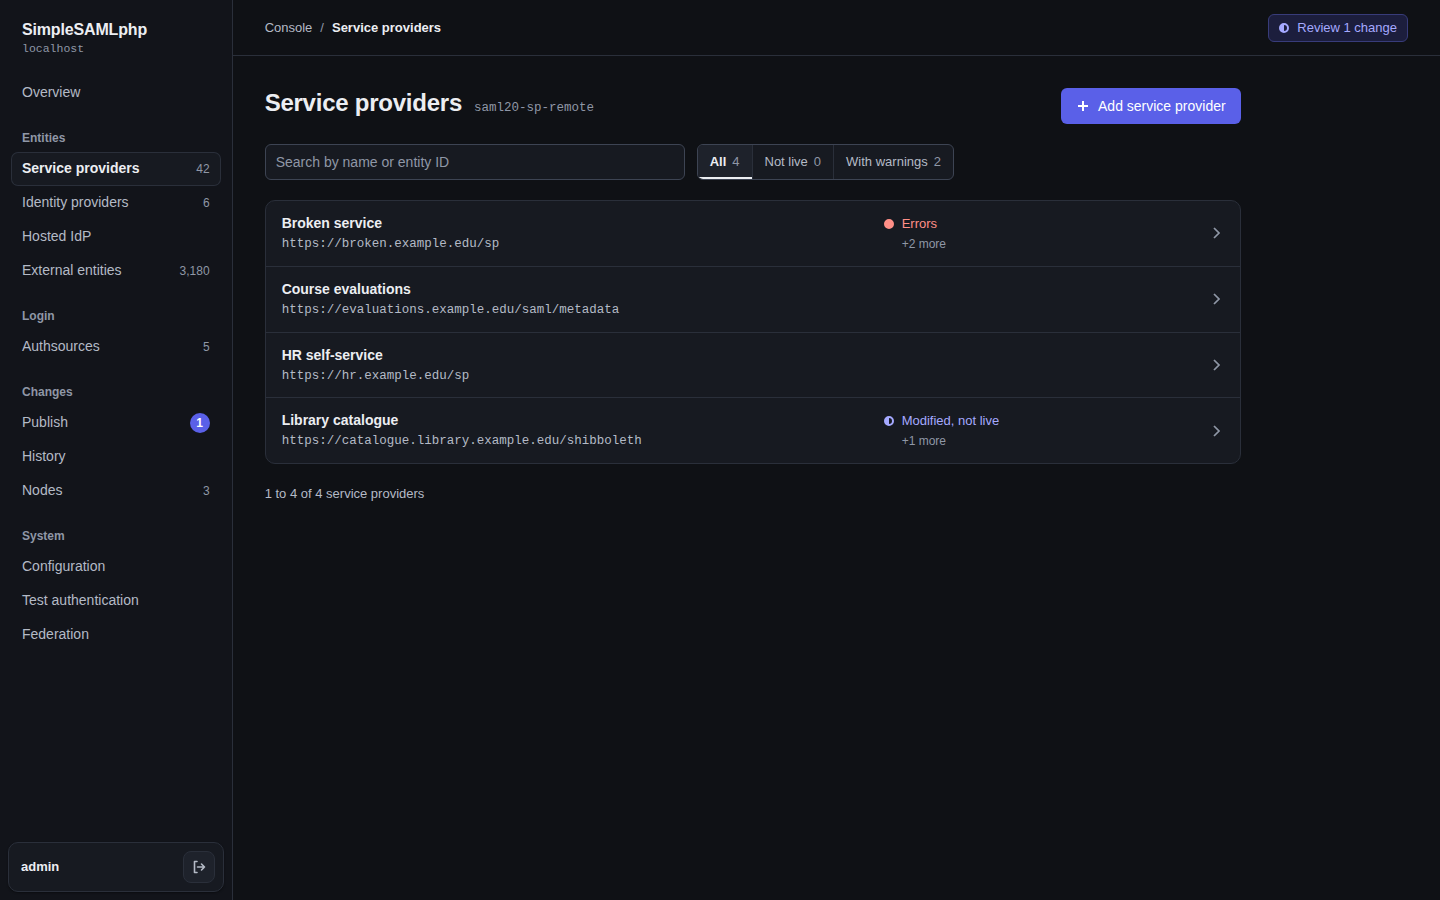 SimpleSAMLphp
localhost
Overview
Entities
Service providers 42
Identity providers 6
Hosted IdP
External entities 3,180
Login
Authsources 5
Changes
Publish 1
History
Nodes 3
System
Configuration
Test authentication
Federation
admin
Console / Service providers
Review 1 change
Service providers saml20-sp-remote
Add service provider
Search by name or entity ID
All 4 Not live 0 With warnings 2
Broken service
https://broken.example.edu/sp
Errors
+2 more
Course evaluations
https://evaluations.example.edu/saml/metadata
HR self-service
https://hr.example.edu/sp
Library catalogue
https://catalogue.library.example.edu/shibboleth
Modified, not live
+1 more
1 to 4 of 4 service providers